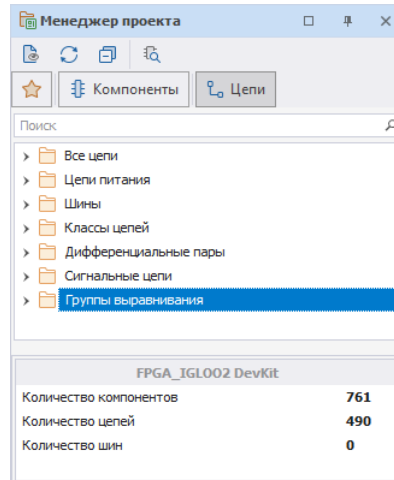 Менеджер проекта
Компоненты
Цепи
Поиск
Все цепи
Цепи питания
Шины
Классы цепей
Дифференциальные пары
Сигнальные цепи
Группы выравнивания
FPGA_IGLOO2 DevKit
Количество компонентов 761
Количество цепей 490
Количество шин 0